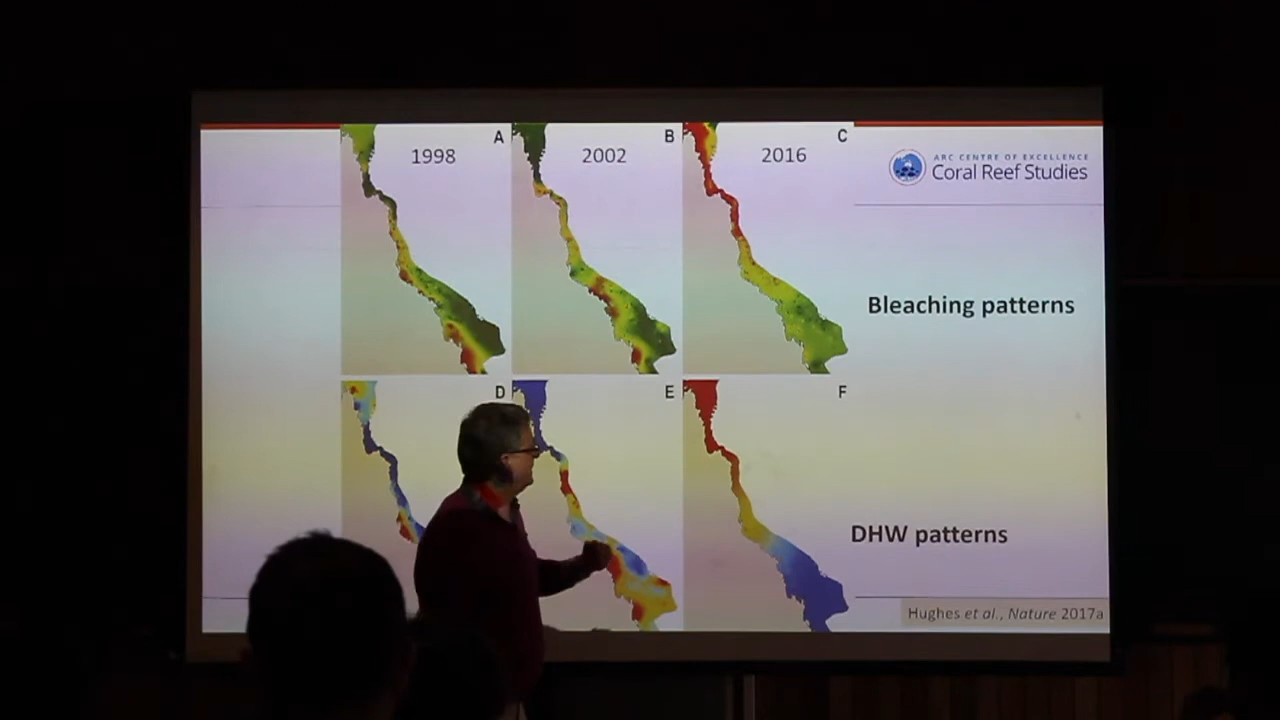 A
1998
B
2002
C
2016
ARC CENTRE OF EXCELLENCE
Coral Reef Studies
Bleaching patterns
D
E
F
DHW patterns
Hughes et al., Nature 2017a